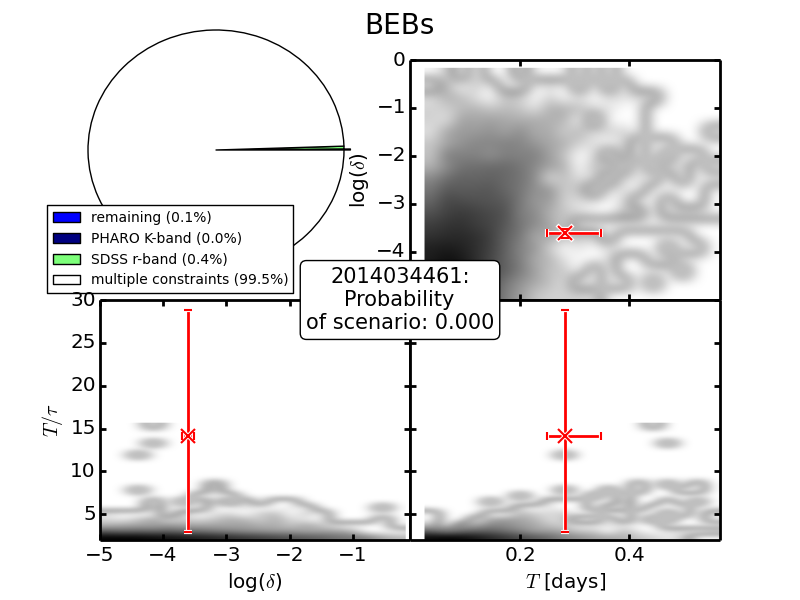 BEBs
0
−1
−2
−3
−4
log(δ)
remaining (0.1%)
PHARO K-band (0.0%)
SDSS r-band (0.4%)
multiple constraints (99.5%)
2014034461:
Probability
of scenario: 0.000
30
25
20
15
10
5
T/τ
−5 −4 −3 −2 −1
log(δ)
0.2 0.4
T [days]